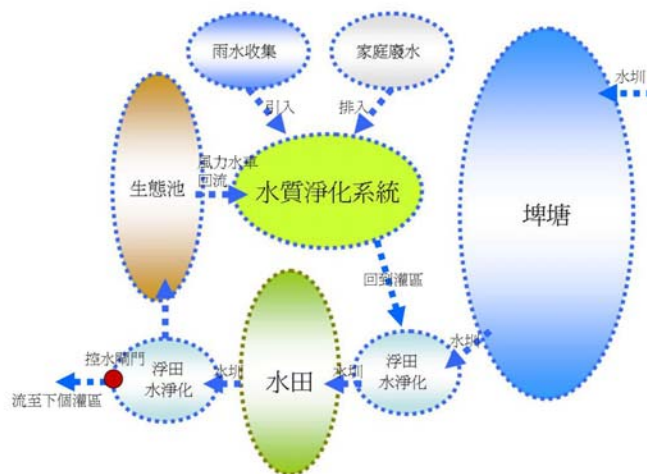 雨水收集
家庭廢水
水圳
引入
排入
風力水車
回流
生態池
水質淨化系統
埤塘
回到灌區
水圳
控水閘門
浮田
水淨化
水圳
水田
水圳
浮田
水淨化
流至下個灌區